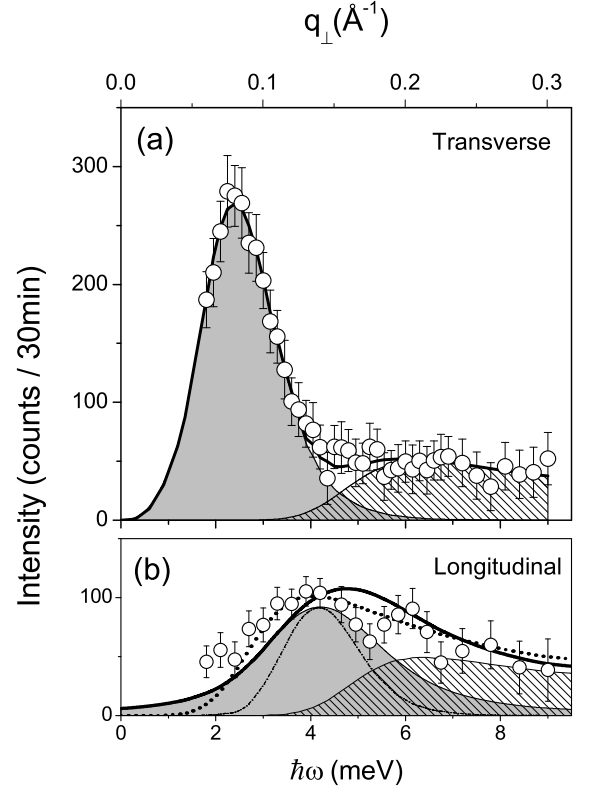 q⊥(Å⁻¹)
0.0 0.1 0.2 0.3
(a) Transverse
300
200
100
0
Intensity (counts / 30min)
(b) Longitudinal
100
0
0 2 4 6 8
ℏω (meV)